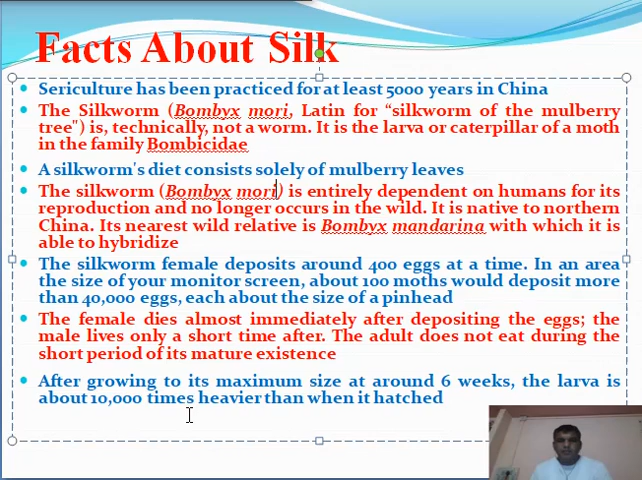 Facts About Silk
Sericulture has been practiced for at least 5000 years in China
The Silkworm (Bombyx mori, Latin for “silkworm of the mulberry
tree") is, technically, not a worm. It is the larva or caterpillar of a moth
in the family Bombicidae
A silkworm's diet consists solely of mulberry leaves
The silkworm (Bombyx mori) is entirely dependent on humans for its
reproduction and no longer occurs in the wild. It is native to northern
China. Its nearest wild relative is Bombyx mandarina with which it is
able to hybridize
The silkworm female deposits around 400 eggs at a time. In an area
the size of your monitor screen, about 100 moths would deposit more
than 40,000 eggs, each about the size of a pinhead
The female dies almost immediately after depositing the eggs; the
male lives only a short time after. The adult does not eat during the
short period of its mature existence
After growing to its maximum size at around 6 weeks, the larva is
about 10,000 times heavier than when it hatched